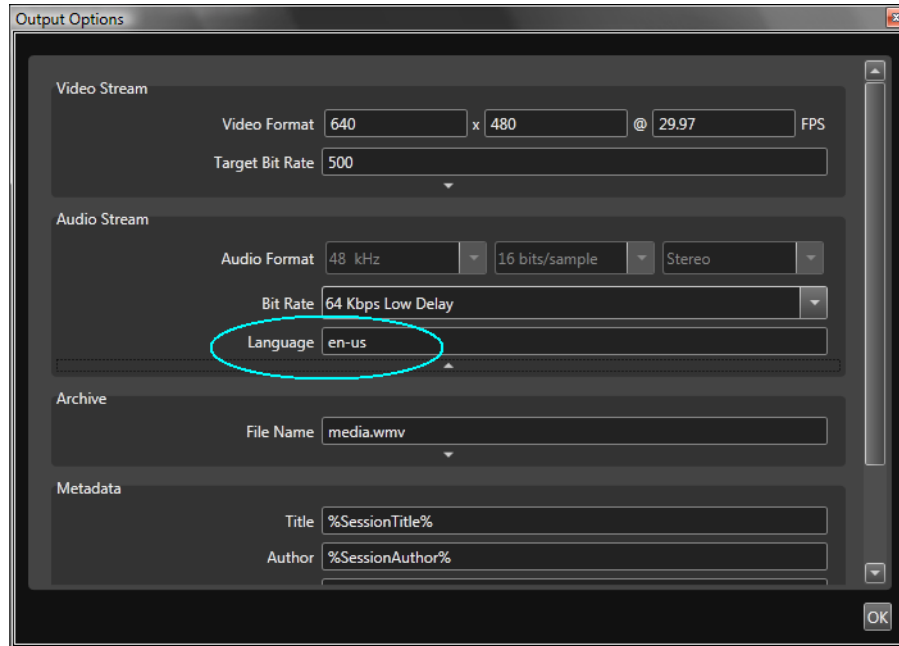 Output Options
Video Stream
Video Format 640 x 480 @ 29.97 FPS
Target Bit Rate 500
Audio Stream
Audio Format 48 kHz 16 bits/sample Stereo
Bit Rate 64 Kbps Low Delay
Language en-us
Archive
File Name media.wmv
Metadata
Title %SessionTitle%
Author %SessionAuthor%
OK